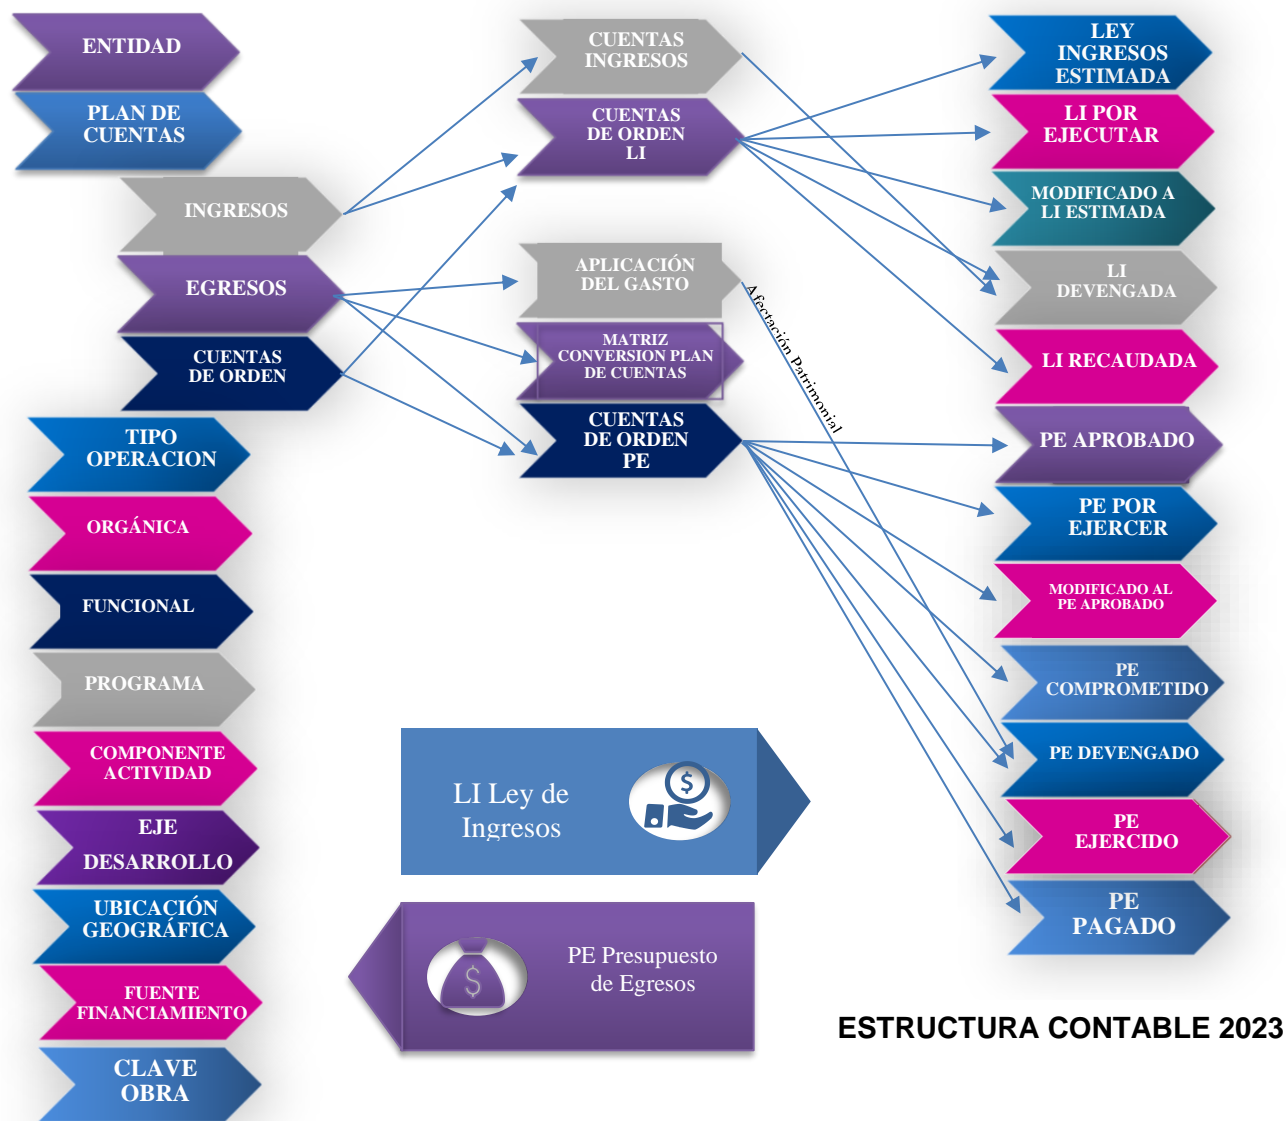 ENTIDAD
PLAN DE
CUENTAS
INGRESOS
EGRESOS
CUENTAS
DE ORDEN
TIPO
OPERACION
ORGÁNICA
FUNCIONAL
PROGRAMA
COMPONENTE
ACTIVIDAD
EJE
DESARROLLO
UBICACIÓN
GEOGRÁFICA
FUENTE
FINANCIAMIENTO
CLAVE
OBRA
CUENTAS
INGRESOS
CUENTAS
DE ORDEN
LI
APLICACIÓN
DEL GASTO
MATRIZ
CONVERSION PLAN
DE CUENTAS
CUENTAS
DE ORDEN
PE
Afectación Patrimonial
LI Ley de
Ingresos
$
PE Presupuesto
de Egresos
$
LEY
INGRESOS
ESTIMADA
LI POR
EJECUTAR
MODIFICADO A
LI ESTIMADA
LI
DEVENGADA
LI RECAUDADA
PE APROBADO
PE POR
EJERCER
MODIFICADO AL
PE APROBADO
PE
COMPROMETIDO
PE DEVENGADO
PE
EJERCIDO
PE
PAGADO
ESTRUCTURA CONTABLE 2023